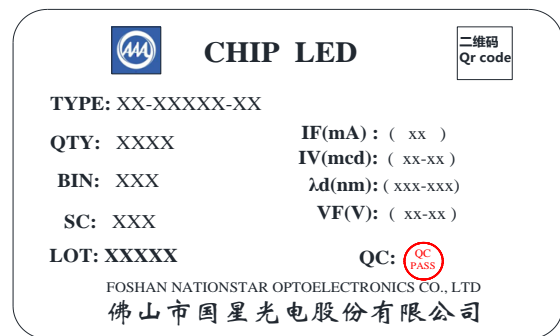 CHIP LED
二维码
Qr code
TYPE: XX-XXXXX-XX
QTY: XXXX
IF(mA) : ( xx )
IV(mcd): ( xx-xx )
BIN: XXX
λd(nm): ( xxx-xxx)
SC: XXX
VF(V): ( xx-xx )
LOT: XXXXX
QC: QC
PASS
FOSHAN NATIONSTAR OPTOELECTRONICS CO., LTD
佛山市国星光电股份有限公司